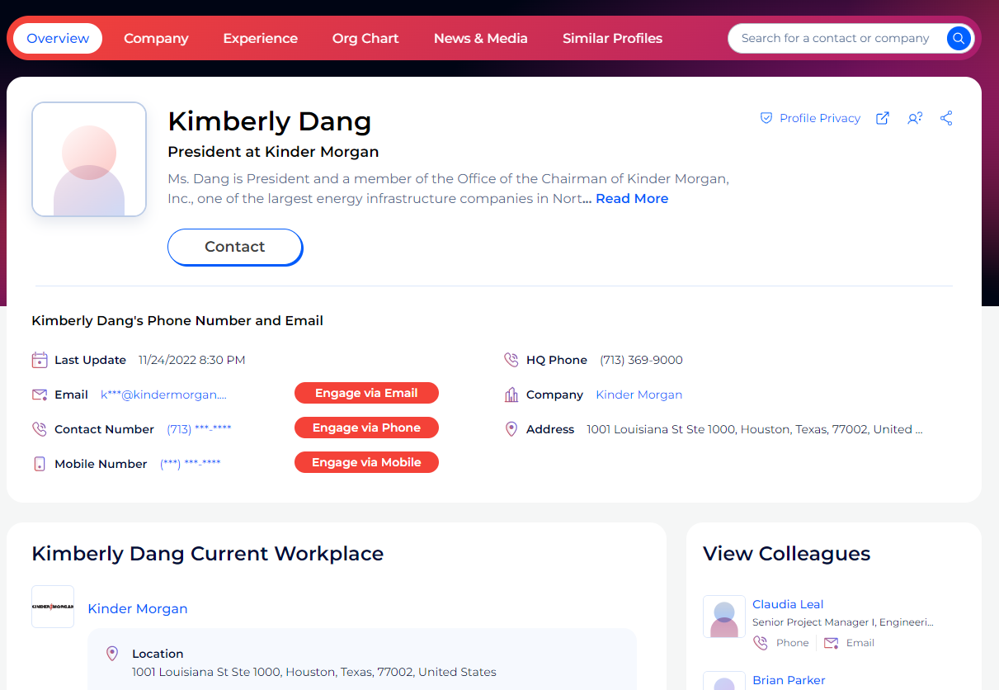 Overview Company Experience Org Chart News & Media Similar Profiles Search for a contact or company
Kimberly Dang
Profile Privacy
President at Kinder Morgan
Ms. Dang is President and a member of the Office of the Chairman of Kinder Morgan,
Inc., one of the largest energy infrastructure companies in Nort... Read More
Contact
Kimberly Dang's Phone Number and Email
Last Update 11/24/2022 8:30 PM
HQ Phone (713) 369-9000
Email k***@kindermorgan.... Engage via Email
Company Kinder Morgan
Contact Number (713) ***-**** Engage via Phone
Address 1001 Louisiana St Ste 1000, Houston, Texas, 77002, United ...
Mobile Number (***) ***-**** Engage via Mobile
Kimberly Dang Current Workplace
KINDER MORGAN
Kinder Morgan
Location
1001 Louisiana St Ste 1000, Houston, Texas, 77002, United States
View Colleagues
Claudia Leal
Senior Project Manager I, Engineeri...
Phone Email
Brian Parker